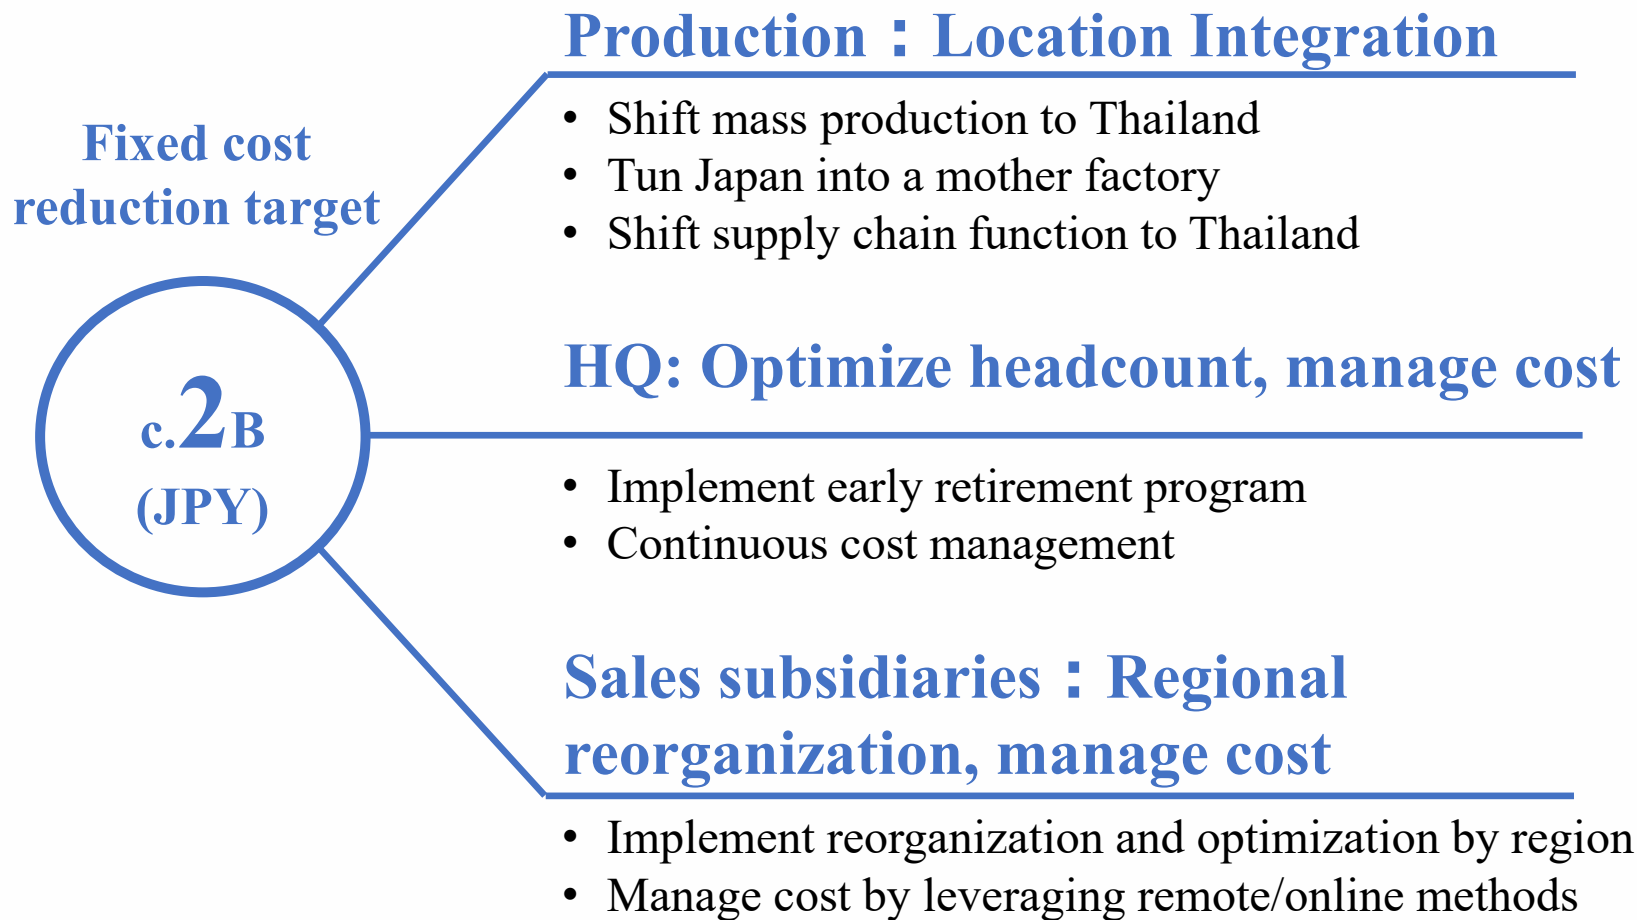 Fixed cost
reduction target
c.2B
(JPY)
Production：Location Integration
• Shift mass production to Thailand
• Tun Japan into a mother factory
• Shift supply chain function to Thailand
HQ: Optimize headcount, manage cost
• Implement early retirement program
• Continuous cost management
Sales subsidiaries：Regional
reorganization, manage cost
• Implement reorganization and optimization by region
• Manage cost by leveraging remote/online methods